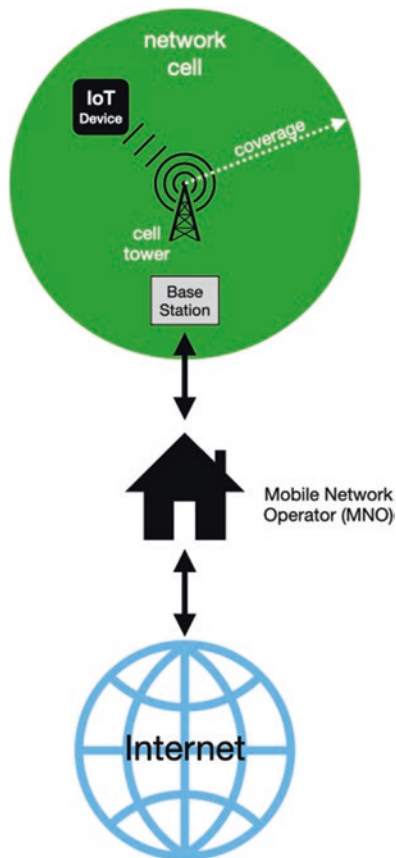 network
cell
IoT
Device
coverage
cell
tower
Base
Station
Mobile Network
Operator (MNO)
Internet